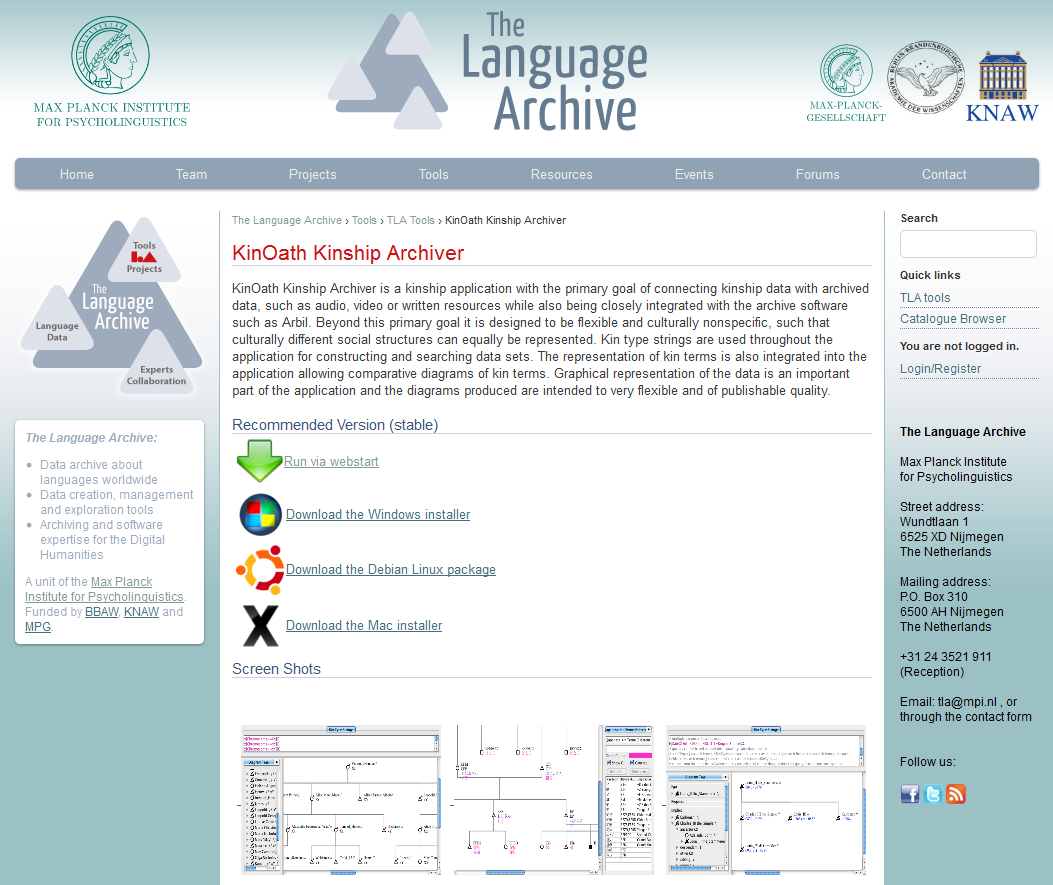 MAX PLANCK INSTITUTE
FOR PSYCHOLINGUISTICS
The
Language
Archive
BERLIN-BRANDENBURGISCHE
AKADEMIE DER WISSENSCHAFTEN
MAX-PLANCK-
GESELLSCHAFT
KNAW
Home
Team
Projects
Tools
Resources
Events
Forums
Contact
Tools
Projects
The
Language
Archive
Language
Data
Experts
Collaboration
The Language Archive:
Data archive about
languages worldwide
Data creation, management
and exploration tools
Archiving and software
expertise for the Digital
Humanities
A unit of the Max Planck
Institute for Psycholinguistics.
Funded by BBAW, KNAW and
MPG.
The Language Archive › Tools › TLA Tools › KinOath Kinship Archiver
KinOath Kinship Archiver
KinOath Kinship Archiver is a kinship application with the primary goal of connecting kinship data with archived
data, such as audio, video or written resources while also being closely integrated with the archive software
such as Arbil. Beyond this primary goal it is designed to be flexible and culturally nonspecific, such that
culturally different social structures can equally be represented. Kin type strings are used throughout the
application for constructing and searching data sets. The representation of kin terms is also integrated into the
application allowing comparative diagrams of kin terms. Graphical representation of the data is an important
part of the application and the diagrams produced are intended to very flexible and of publishable quality.
Recommended Version (stable)
Run via webstart
Download the Windows installer
Download the Debian Linux package
Download the Mac installer
Screen Shots
Search
Quick links
TLA tools
Catalogue Browser
You are not logged in.
Login/Register
The Language Archive
Max Planck Institute
for Psycholinguistics
Street address:
Wundtlaan 1
6525 XD Nijmegen
The Netherlands
Mailing address:
P.O. Box 310
6500 AH Nijmegen
The Netherlands
+31 24 3521 911
(Reception)
Email: tla@mpi.nl , or
through the contact form
Follow us: